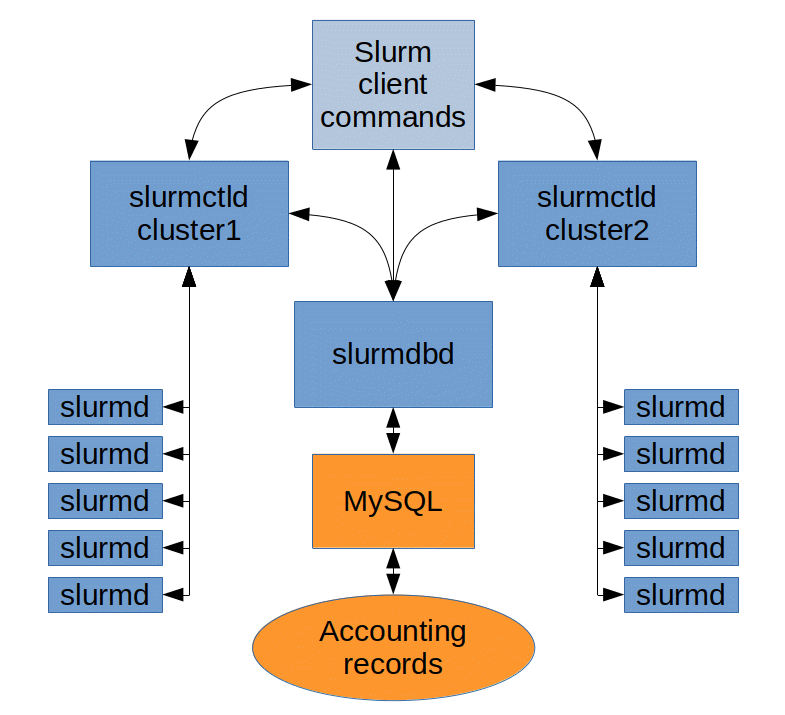 Slurm
client
commands
slurmctld
cluster1
slurmctld
cluster2
slurmdbd
slurmd
slurmd
slurmd
slurmd
slurmd
MySQL
Accounting
records
slurmd
slurmd
slurmd
slurmd
slurmd